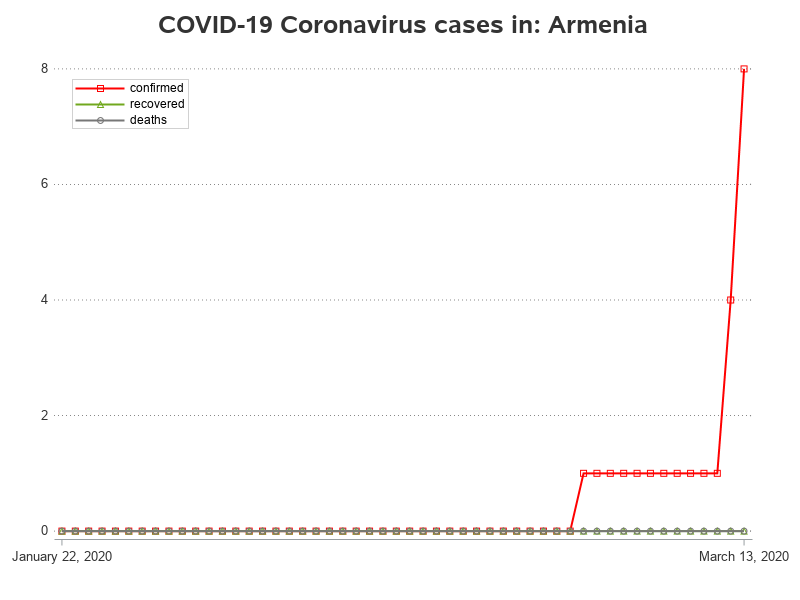 COVID-19 Coronavirus cases in: Armenia
8
confirmed
recovered
deaths
6
4
2
0
January 22, 2020
March 13, 2020